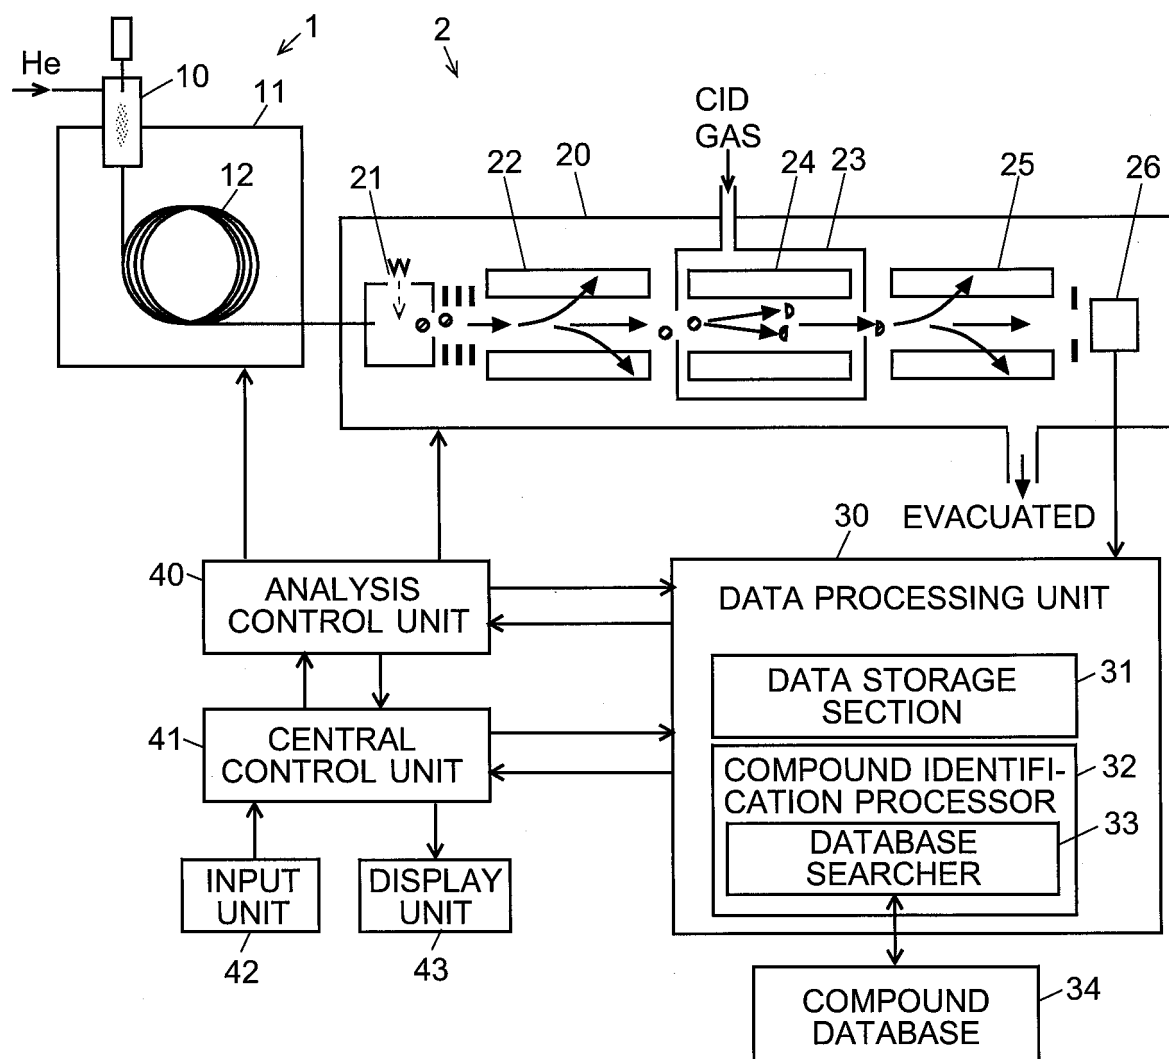 1
2
He
10
11
CID
GAS
12
21
22
20
24
23
25
26
EVACUATED
30
40
ANALYSIS
CONTROL UNIT
DATA PROCESSING UNIT
DATA STORAGE
SECTION
31
41
CENTRAL
CONTROL UNIT
COMPOUND IDENTIFI-
CATION PROCESSOR
32
33
DATABASE
SEARCHER
INPUT
UNIT
DISPLAY
UNIT
42
43
COMPOUND
DATABASE
34